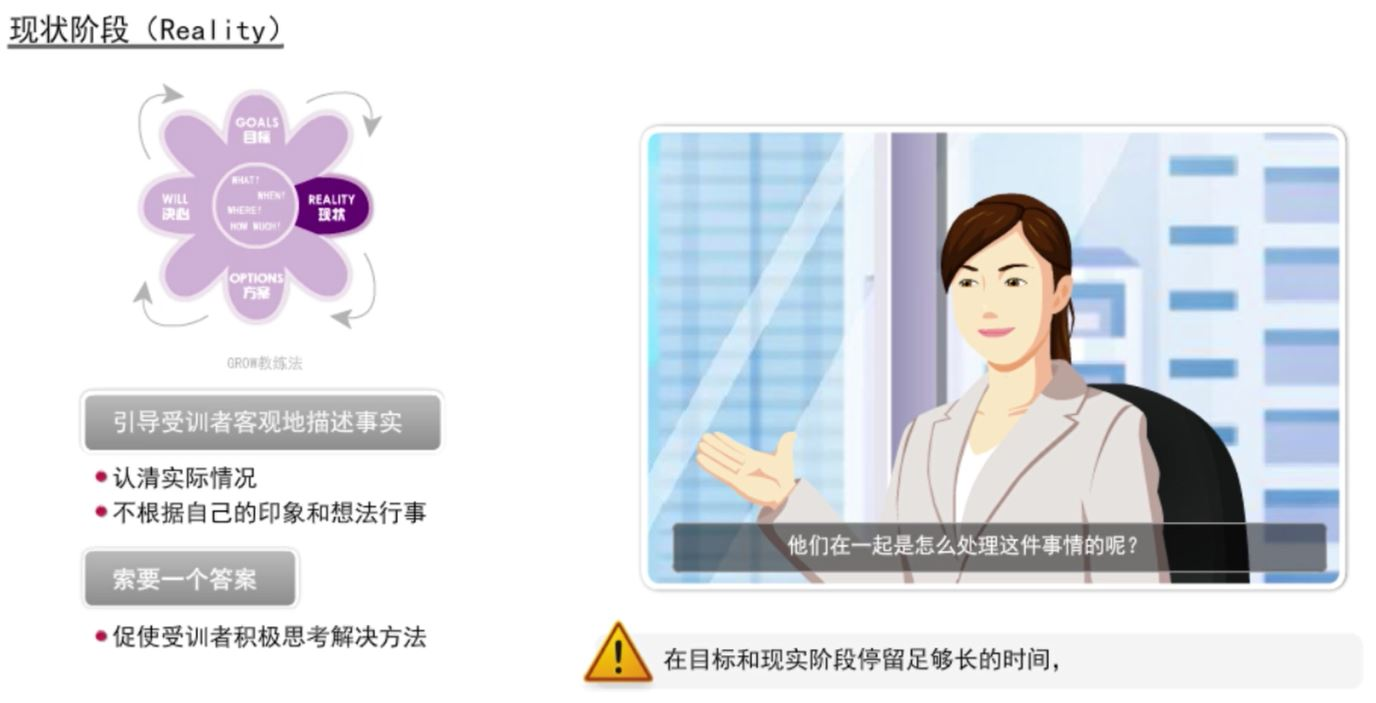 现状阶段（Reality）
GOALS
目标
WHAT?
WHEN?
WHERE?
HOW MUCH?
WILL
决心
REALITY
现状
OPTIONS
方案
GROW教练法
引导受训者客观地描述事实
认清实际情况
不根据自己的印象和想法行事
索要一个答案
促使受训者积极思考解决方法
他们在一起是怎么处理这件事情的呢？
在目标和现实阶段停留足够长的时间，